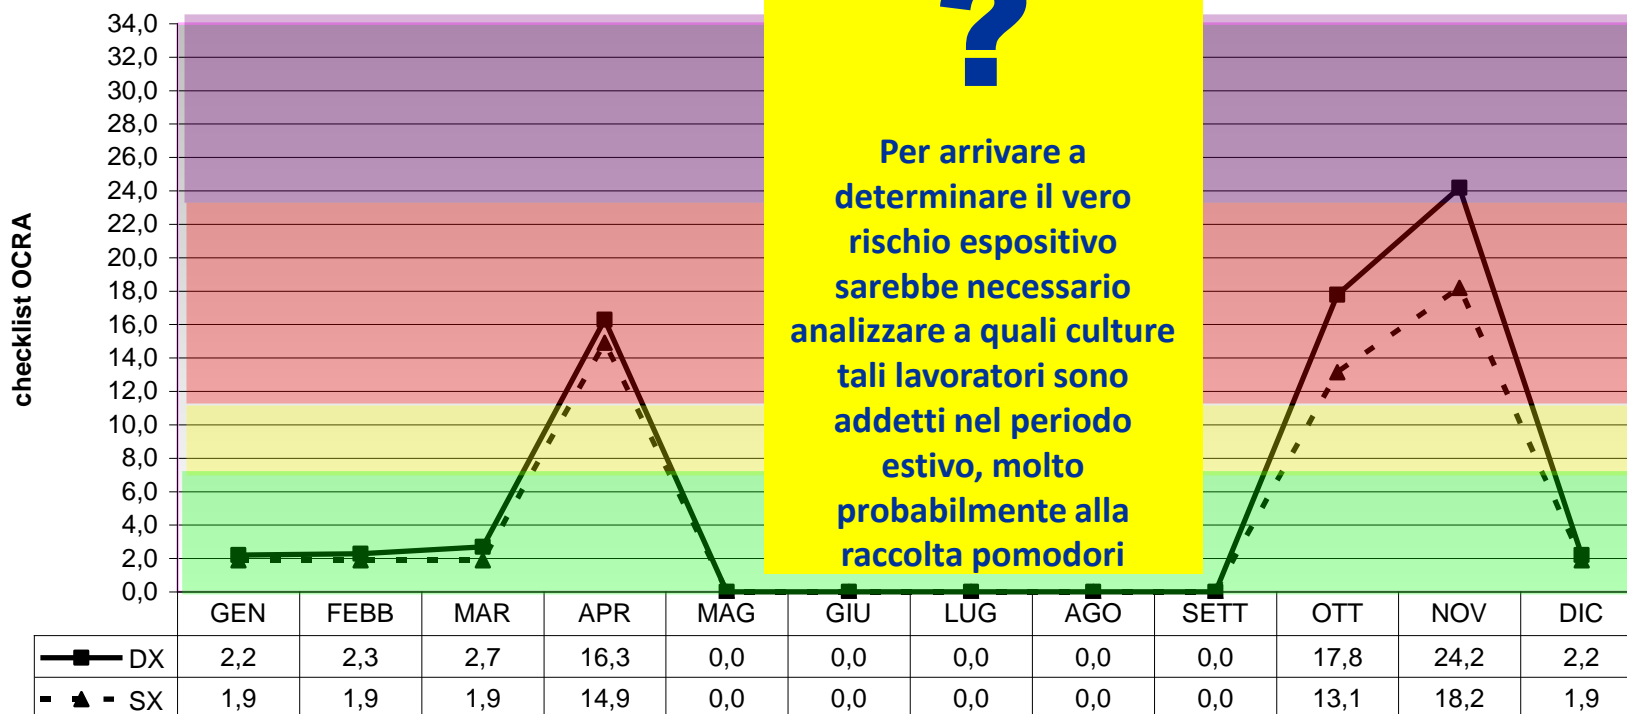 ?
Per arrivare a
determinare il vero
rischio espositivo
sarebbe necessario
analizzare a quali culture
tali lavoratori sono
addetti nel periodo
estivo, molto
probabilmente alla
raccolta pomodori
checklist OCRA
34,0
32,0
30,0
28,0
26,0
24,0
22,0
20,0
18,0
16,0
14,0
12,0
10,0
8,0
6,0
4,0
2,0
0,0
GEN FEBB MAR APR MAG GIU LUG AGO SETT OTT NOV DIC
DX 2,2 2,3 2,7 16,3 0,0 0,0 0,0 0,0 0,0 17,8 24,2 2,2
SX 1,9 1,9 1,9 14,9 0,0 0,0 0,0 0,0 0,0 13,1 18,2 1,9